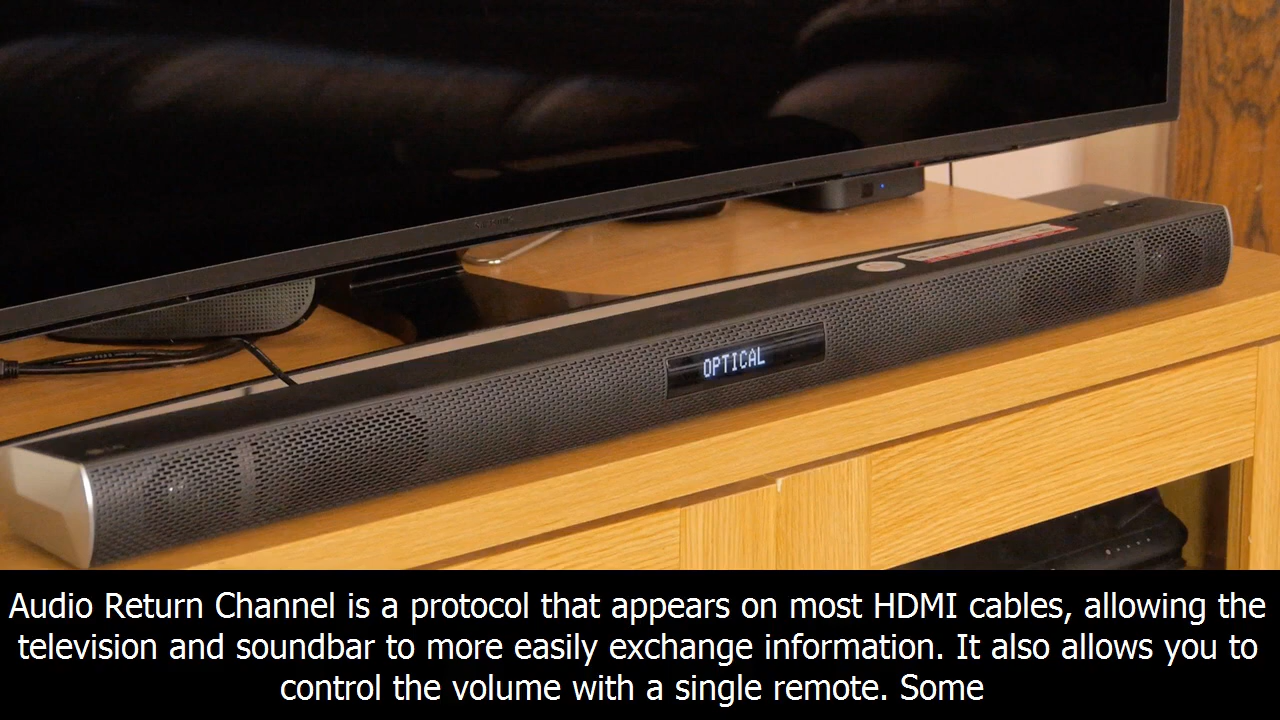 OPTICAL
Audio Return Channel is a protocol that appears on most HDMI cables, allowing the
television and soundbar to more easily exchange information. It also allows you to
control the volume with a single remote. Some